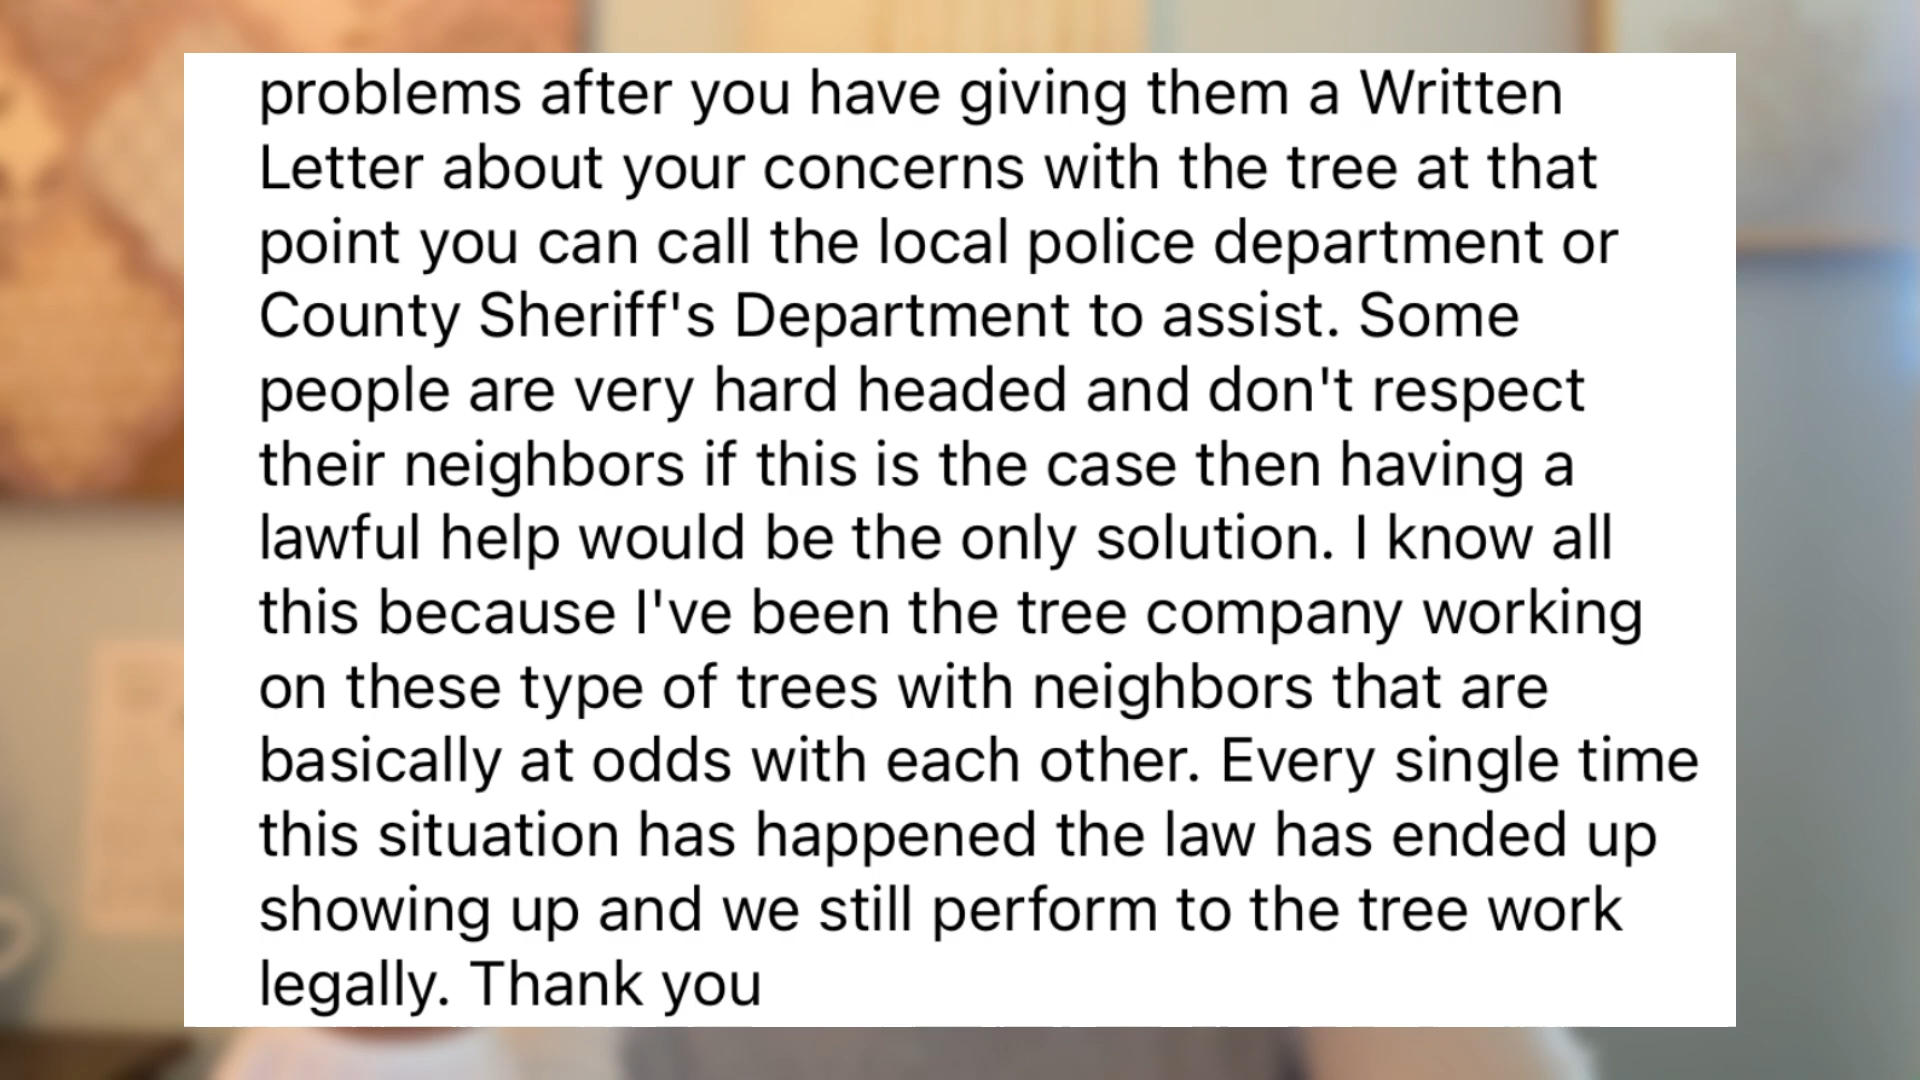 problems after you have giving them a Written
Letter about your concerns with the tree at that
point you can call the local police department or
County Sheriff's Department to assist. Some
people are very hard headed and don't respect
their neighbors if this is the case then having a
lawful help would be the only solution. I know all
this because I've been the tree company working
on these type of trees with neighbors that are
basically at odds with each other. Every single time
this situation has happened the law has ended up
showing up and we still perform to the tree work
legally. Thank you